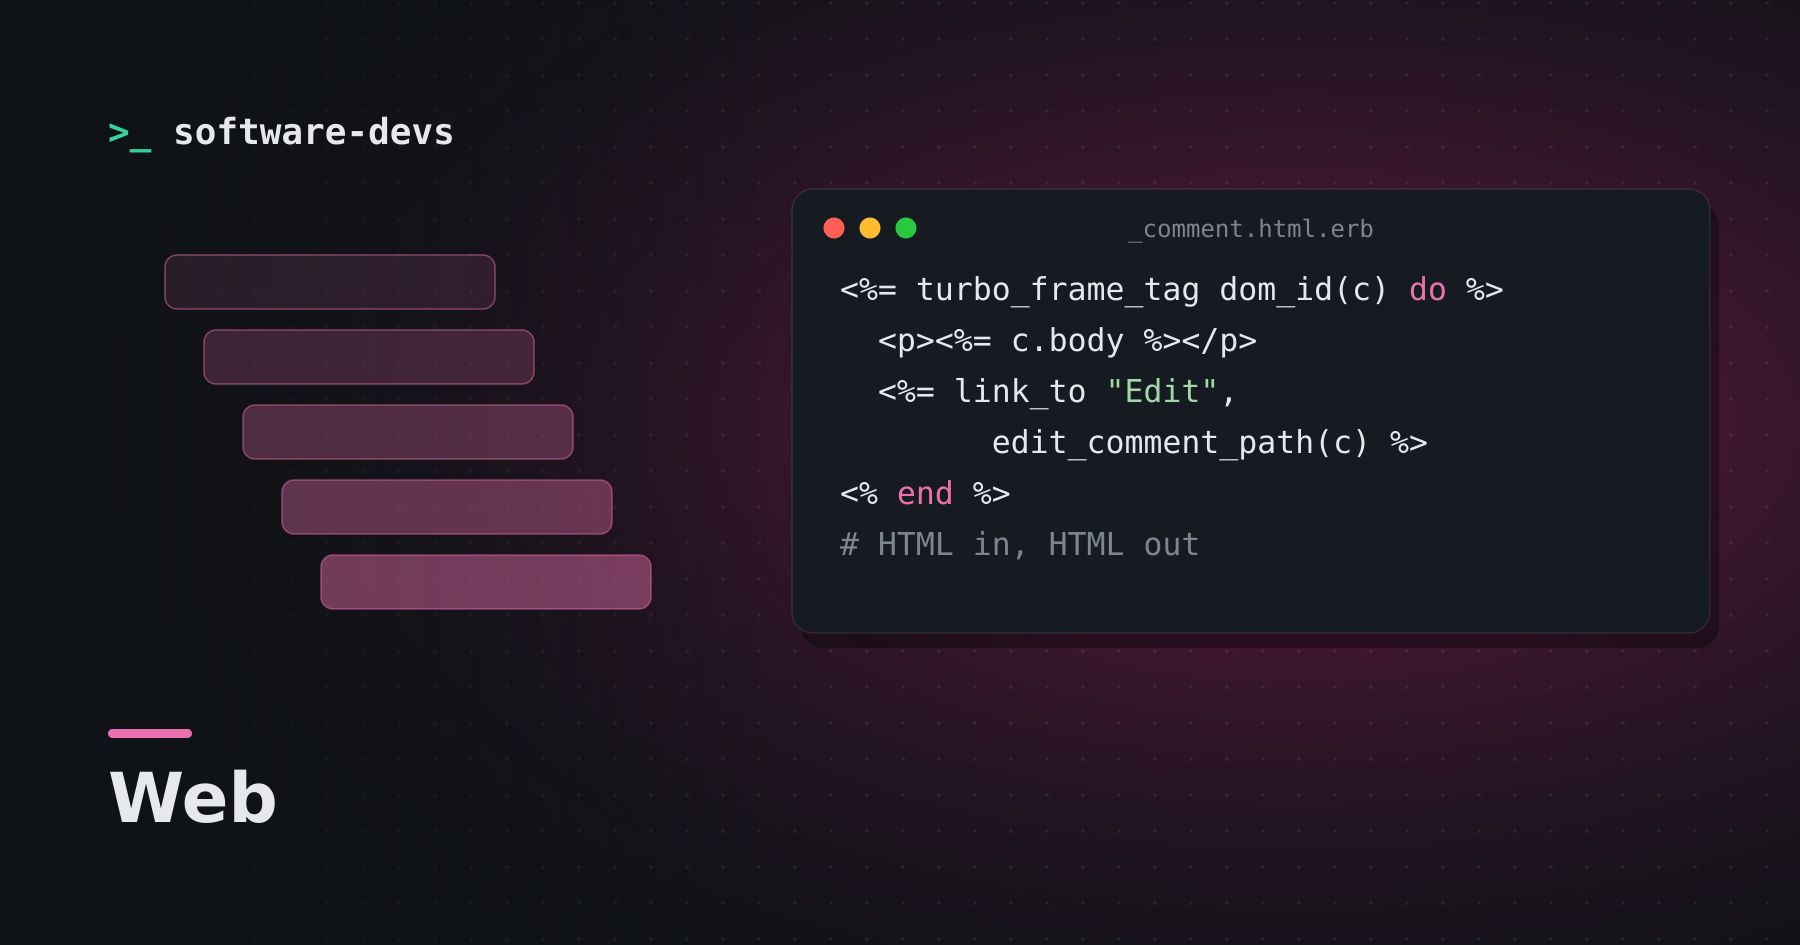 >_ software-devs
_comment.html.erb
<%= turbo_frame_tag dom_id(c) do %>
  <p><%= c.body %></p>
  <%= link_to "Edit",
        edit_comment_path(c) %>
<% end %>
# HTML in, HTML out
Web